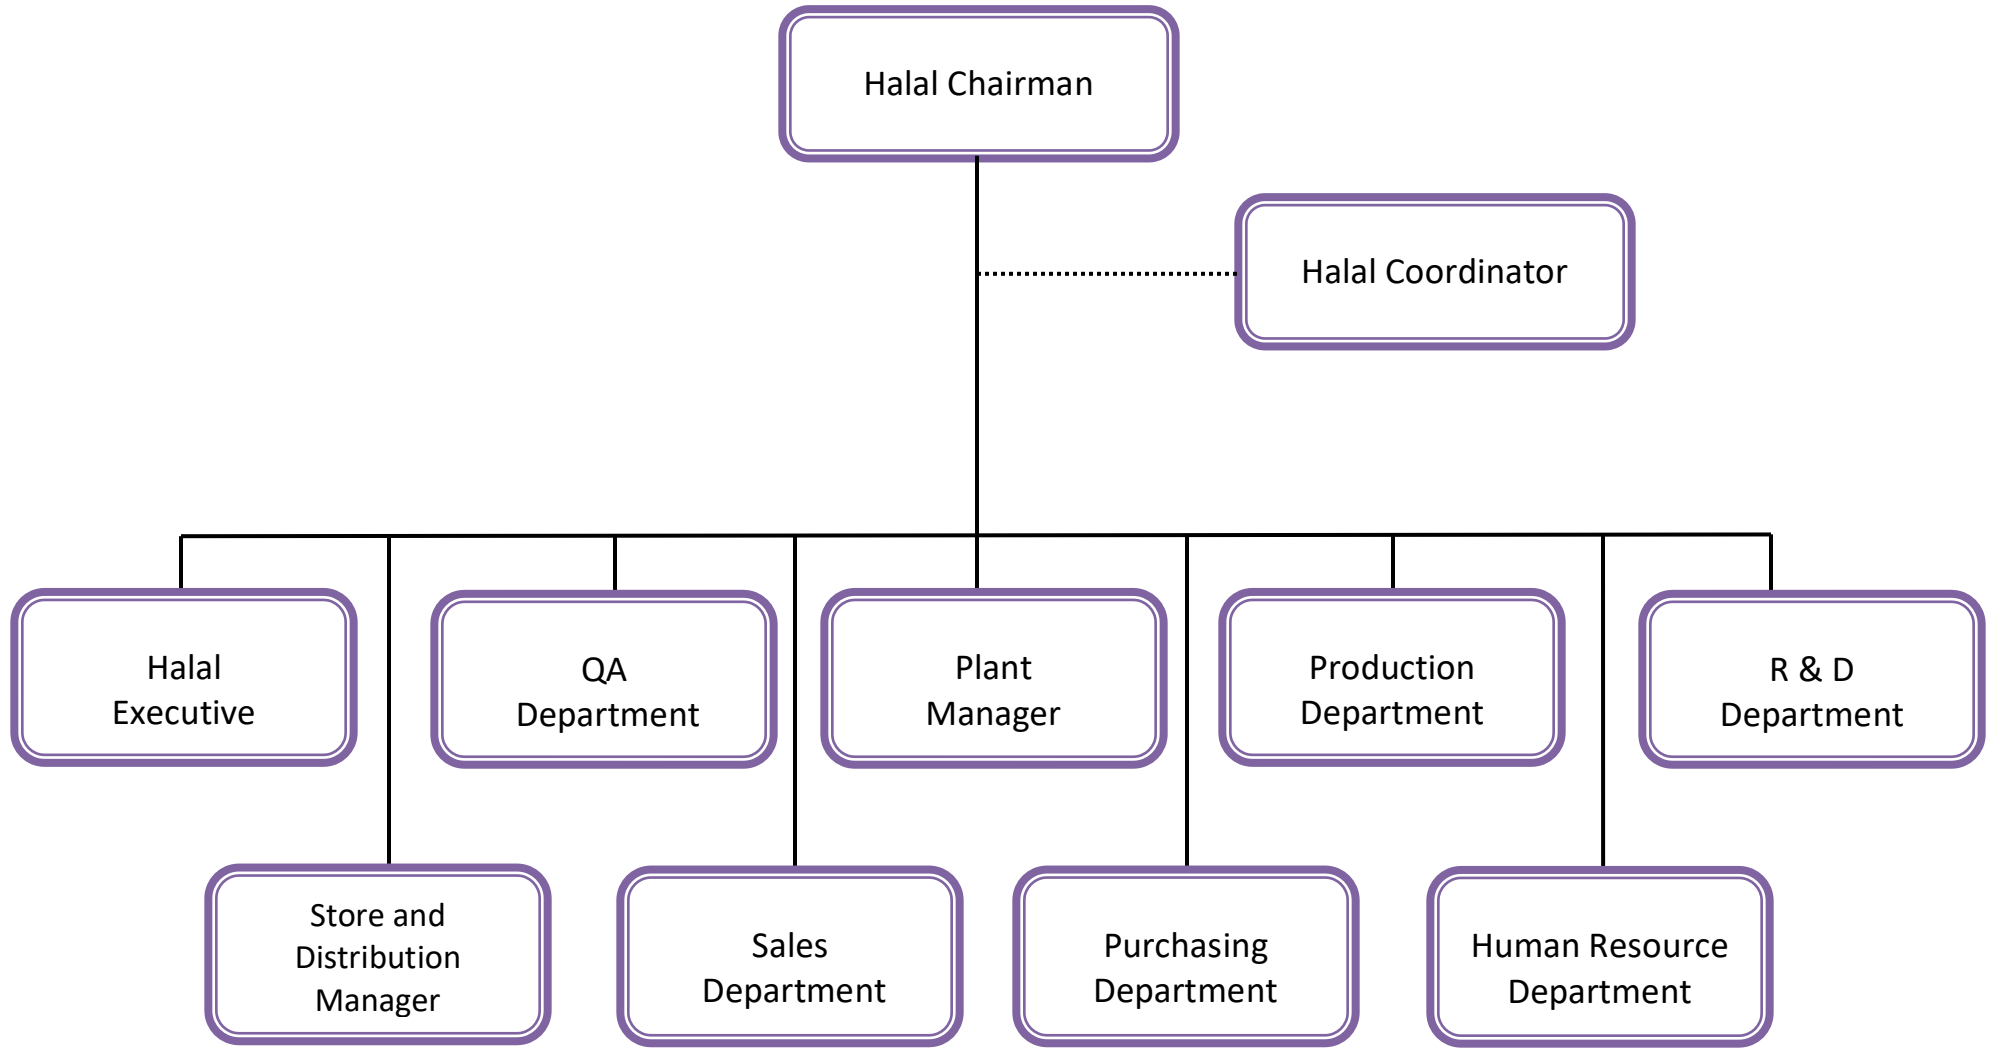 Halal Chairman
Halal Coordinator
Halal
Executive
QA
Department
Plant
Manager
Production
Department
R & D
Department
Store and
Distribution
Manager
Sales
Department
Purchasing
Department
Human Resource
Department